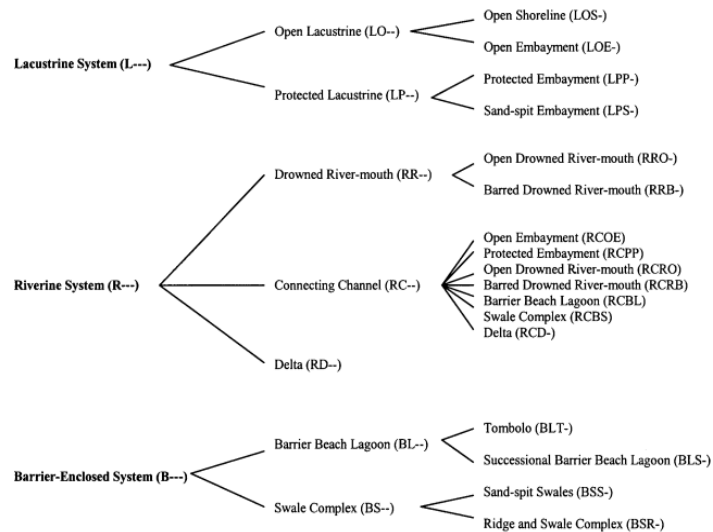 Open Shoreline (LOS-)
Open Lacustrine (LO--)
Open Embayment (LOE-)
Lacustrine System (L---)
Protected Embayment (LPP-)
Protected Lacustrine (LP--)
Sand-spit Embayment (LPS-)
Open Drowned River-mouth (RRO-)
Drowned River-mouth (RR--)
Barred Drowned River-mouth (RRB-)
Open Embayment (RCOE)
Protected Embayment (RCPP)
Open Drowned River-mouth (RCRO)
Riverine System (R---)
Connecting Channel (RC--)
Barred Drowned River-mouth (RCRB)
Barrier Beach Lagoon (RCBL)
Swale Complex (RCBS)
Delta (RCD-)
Delta (RD--)
Tombolo (BLT-)
Barrier Beach Lagoon (BL--)
Successional Barrier Beach Lagoon (BLS-)
Barrier-Enclosed System (B---)
Sand-spit Swales (BSS-)
Swale Complex (BS--)
Ridge and Swale Complex (BSR-)